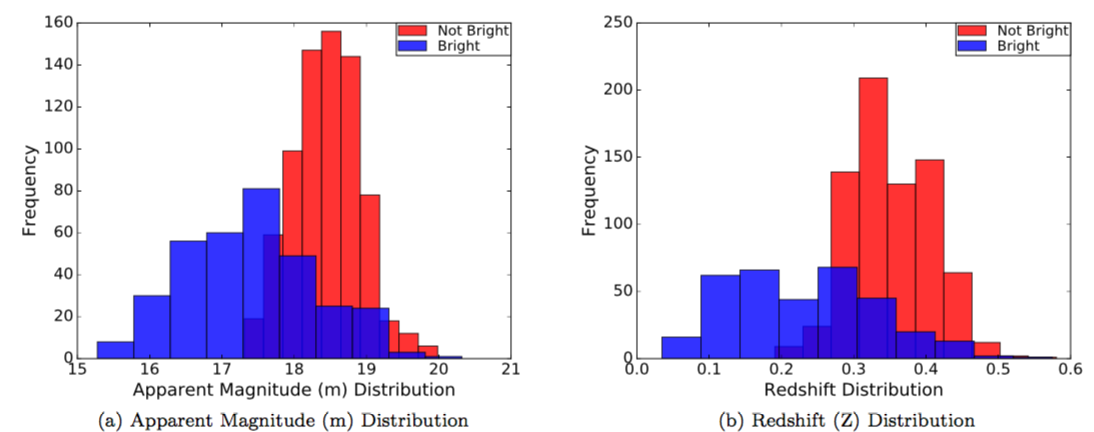 160
140
120
100
80
60
40
20
0
Frequency
15 16 17 18 19 20 21
Apparent Magnitude (m) Distribution
Not Bright
Bright
(a) Apparent Magnitude (m) Distribution
250
200
150
100
50
0
Frequency
0.0 0.1 0.2 0.3 0.4 0.5 0.6
Redshift Distribution
Not Bright
Bright
(b) Redshift (Z) Distribution